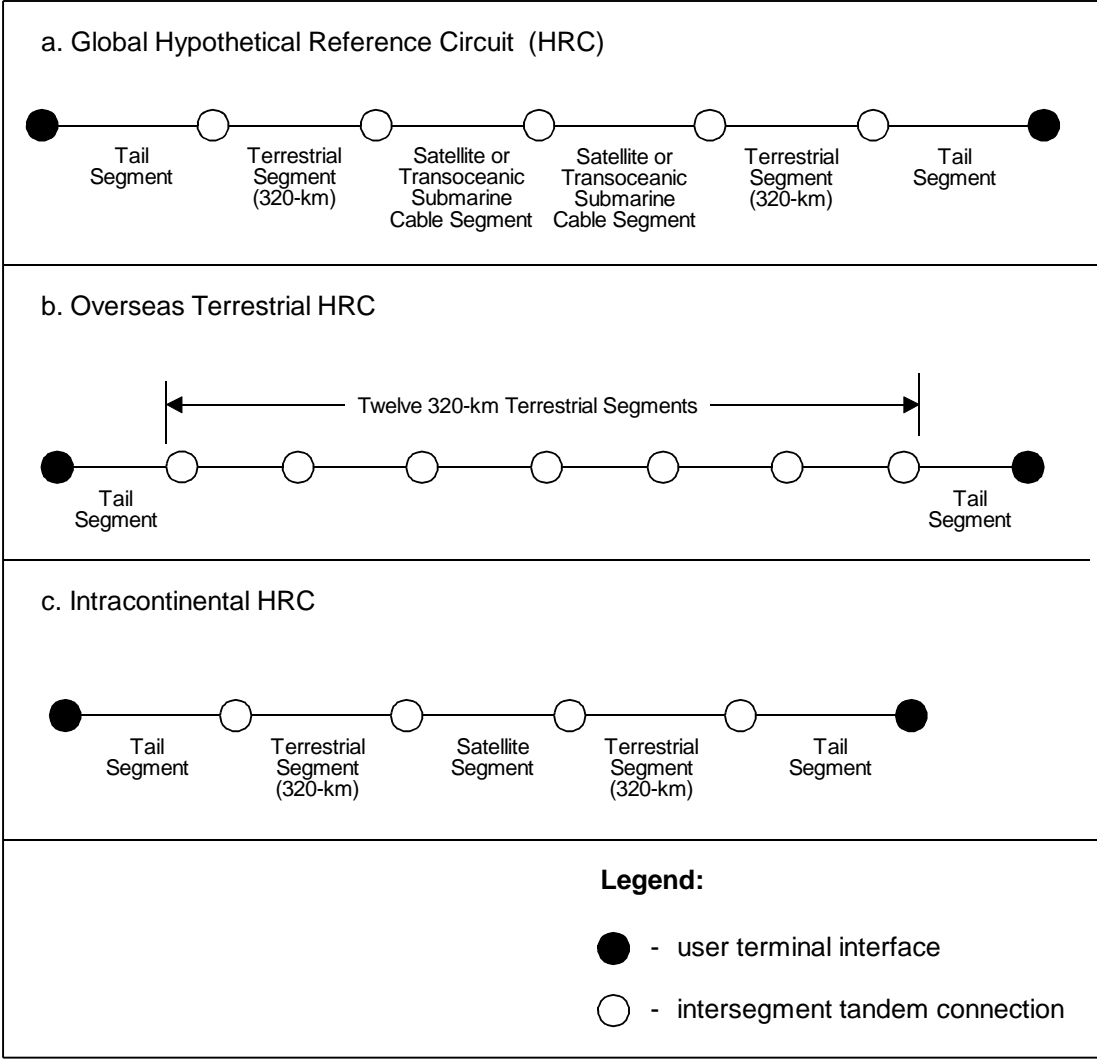 a. Global Hypothetical Reference Circuit (HRC)
Tail
Segment
Terrestrial
Segment
(320-km)
Satellite or
Transoceanic
Submarine
Cable Segment
Satellite or
Transoceanic
Submarine
Cable Segment
Terrestrial
Segment
(320-km)
Tail
Segment
b. Overseas Terrestrial HRC
Twelve 320-km Terrestrial Segments
Tail
Segment
Tail
Segment
c. Intracontinental HRC
Tail
Segment
Terrestrial
Segment
(320-km)
Satellite
Segment
Terrestrial
Segment
(320-km)
Tail
Segment
Legend:
- user terminal interface
- intersegment tandem connection